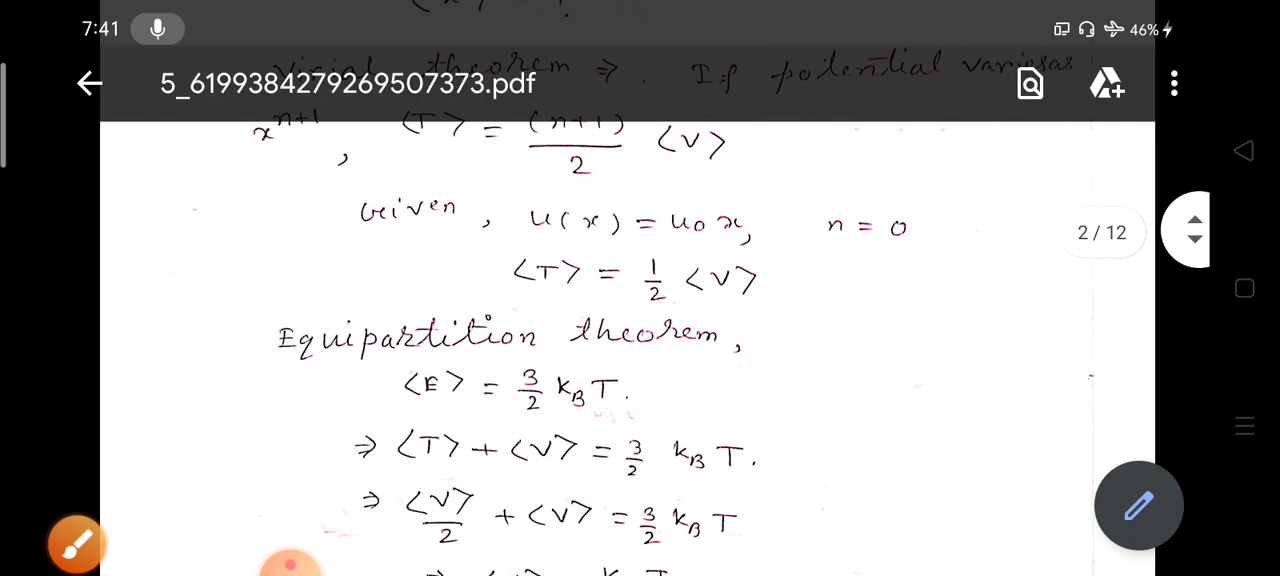 7:41
46%
Virial theorem ⇒ . If potential varies as
5_6199384279269507373.pdf
x^{n+1} , <T> = (n+1)/2 <V>
Given, u(x) = u₀x, n = 0
2 / 12
<T> = 1/2 <V>
Equipartition theorem,
<E> = 3/2 k_B T.
⇒ <T> + <V> = 3/2 k_B T.
⇒ <V>/2 + <V> = 3/2 k_B T